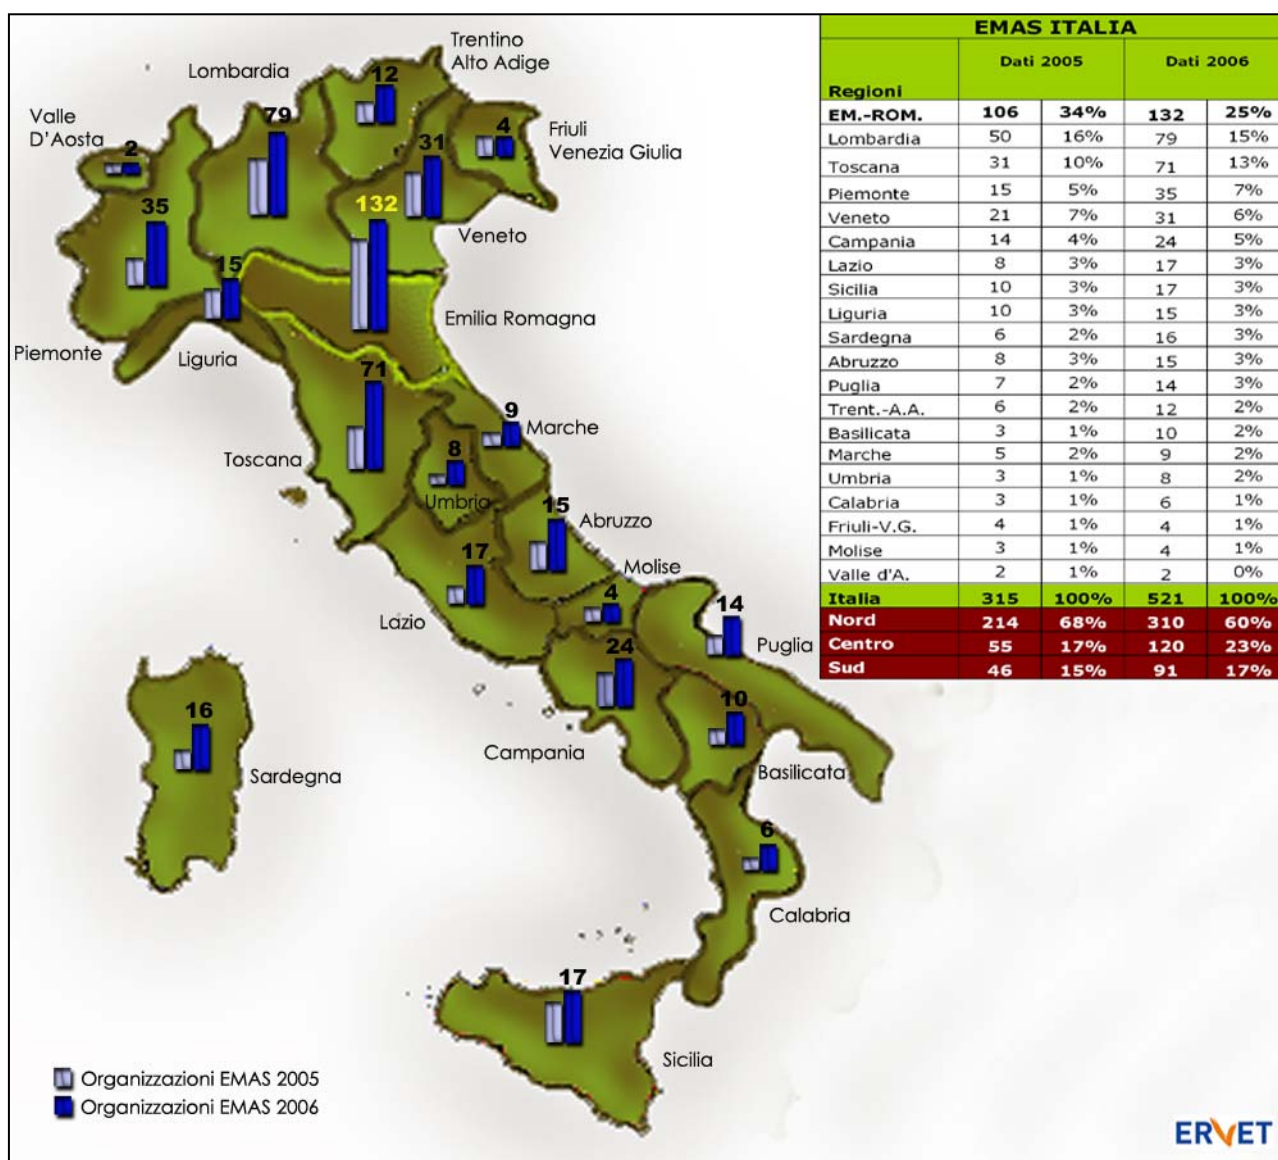 Trentino
Alto Adige
Lombardia
12
79
Valle
D'Aosta
2
4
Friuli
Venezia Giulia
31
35
132
Veneto
15
Emilia Romagna
Piemonte
Liguria
71
9
Marche
Toscana
8
Umbria
15
Abruzzo
17
Molise
4
Lazio
14
Puglia
24
16
10
Campania
Sardegna
Basilicata
6
Calabria
17
Sicilia
Organizzazioni EMAS 2005
Organizzazioni EMAS 2006
EMAS ITALIA
Dati 2005 Dati 2006
Regioni
EM.-ROM. 106 34% 132 25%
Lombardia 50 16% 79 15%
Toscana 31 10% 71 13%
Piemonte 15 5% 35 7%
Veneto 21 7% 31 6%
Campania 14 4% 24 5%
Lazio 8 3% 17 3%
Sicilia 10 3% 17 3%
Liguria 10 3% 15 3%
Sardegna 6 2% 16 3%
Abruzzo 8 3% 15 3%
Puglia 7 2% 14 3%
Trent.-A.A. 6 2% 12 2%
Basilicata 3 1% 10 2%
Marche 5 2% 9 2%
Umbria 3 1% 8 2%
Calabria 3 1% 6 1%
Friuli-V.G. 4 1% 4 1%
Molise 3 1% 4 1%
Valle d'A. 2 1% 2 0%
Italia 315 100% 521 100%
Nord 214 68% 310 60%
Centro 55 17% 120 23%
Sud 46 15% 91 17%
ERVET